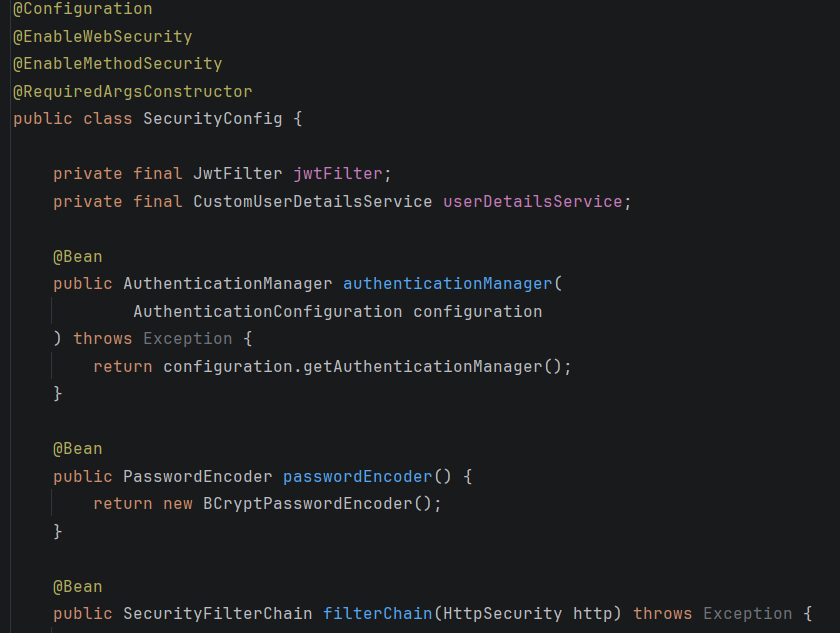 @Configuration
@EnableWebSecurity
@EnableMethodSecurity
@RequiredArgsConstructor
public class SecurityConfig {
private final JwtFilter jwtFilter;
private final CustomUserDetailsService userDetailsService;
@Bean
public AuthenticationManager authenticationManager(
AuthenticationConfiguration configuration
) throws Exception {
return configuration.getAuthenticationManager();
}
@Bean
public PasswordEncoder passwordEncoder() {
return new BCryptPasswordEncoder();
}
@Bean
public SecurityFilterChain filterChain(HttpSecurity http) throws Exception {